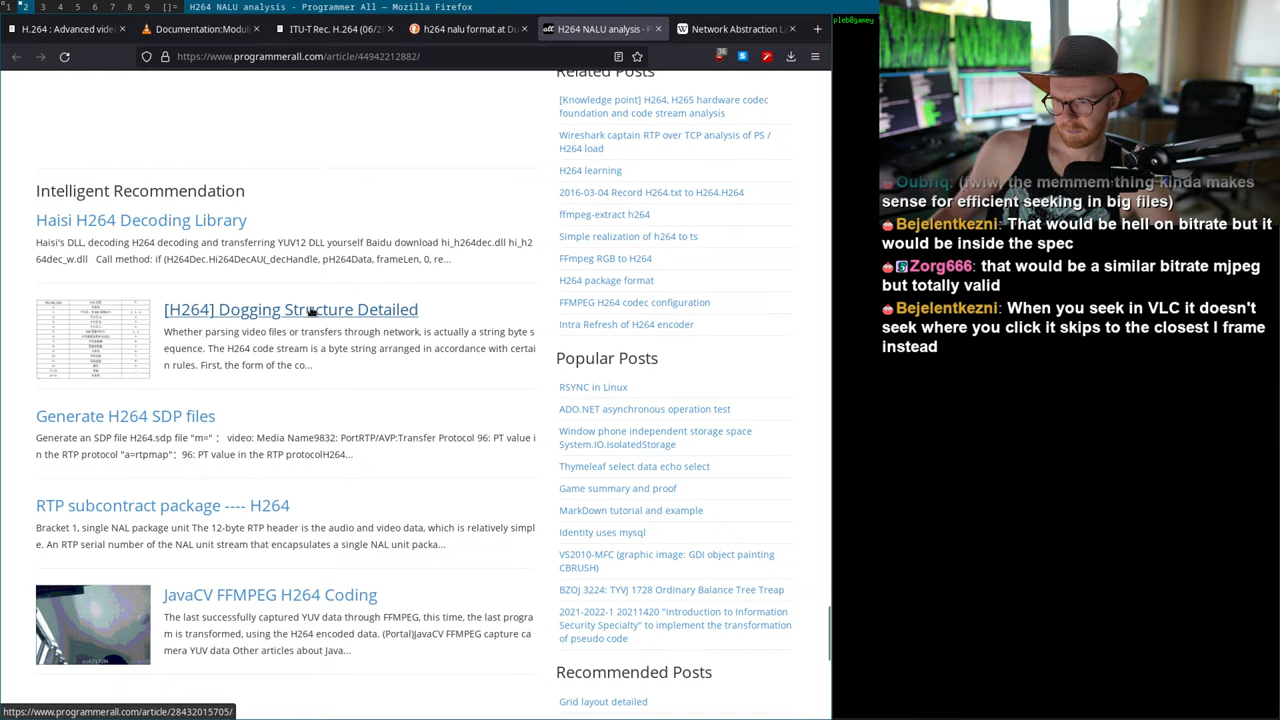 1 2 3 4 5 6 7 8 9 []= H264 NALU analysis - Programmer All — Mozilla Firefox
H.264 : Advanced vide
Documentation:Modul
ITU-T Rec. H.264 (06/20
h264 nalu format at Du
H264 NALU analysis - P
Network Abstraction La
pleb@gamey
https://www.programmerall.com/article/44942212882/
Related Posts
[Knowledge point] H264, H265 hardware codec
foundation and code stream analysis
Wireshark captain RTP over TCP analysis of PS /
H264 load
H264 learning
2016-03-04 Record H264.txt to H264.H264
ffmpeg-extract h264
Simple realization of h264 to ts
FFmpeg RGB to H264
H264 package format
FFMPEG H264 codec configuration
Intra Refresh of H264 encoder
Popular Posts
RSYNC in Linux
ADO.NET asynchronous operation test
Window phone independent storage space
System.IO.IsolatedStorage
Thymeleaf select data echo select
Game summary and proof
MarkDown tutorial and example
Identity uses mysql
VS2010-MFC (graphic image: GDI object painting
CBRUSH)
BZOJ 3224: TYVJ 1728 Ordinary Balance Tree Treap
2021-2022-1 20211420 "Introduction to Information
Security Specialty" to implement the transformation
of pseudo code
Recommended Posts
Grid layout detailed
Intelligent Recommendation
Haisi H264 Decoding Library
Haisi's DLL, decoding H264 decoding and transferring YUV12 DLL yourself Baidu download hi_h264dec.dll hi_h2
64dec_w.dll Call method: if (H264Dec.Hi264DecAU(_decHandle, pH264Data, frameLen, 0, re...
[H264] Dogging Structure Detailed
Whether parsing video files or transfers through network, is actually a string byte s
equence. The H264 code stream is a byte string arranged in accordance with certai
n rules. First, the form of the co...
Generate H264 SDP files
Generate an SDP file H264.sdp file "m=" ： video: Media Name9832: PortRTP/AVP:Transfer Protocol 96: PT value i
n the RTP protocol "a=rtpmap"：96: PT value in the RTP protocolH264...
RTP subcontract package ---- H264
Bracket 1, single NAL package unit The 12-byte RTP header is the audio and video data, which is relatively simpl
e. An RTP serial number of the NAL unit stream that encapsulates a single NAL unit packa...
JavaCV FFMPEG H264 Coding
The last successfully captured YUV data through FFMPEG, this time, the last progra
m is transformed, using the H264 encoded data. (Portal)JavaCV FFMPEG capture ca
mera YUV data Other articles about Java...
https://www.programmerall.com/article/28432015705/
Oubriq: (fwiw, the memmem thing kinda makes
sense for efficient seeking in big files)
Bejelentkezni: That would be hell on bitrate but it
would be inside the spec
Zorg666: that would be a similar bitrate mjpeg
but totally valid
Bejelentkezni: When you seek in VLC it doesn't
seek where you click it skips to the closest I frame
instead